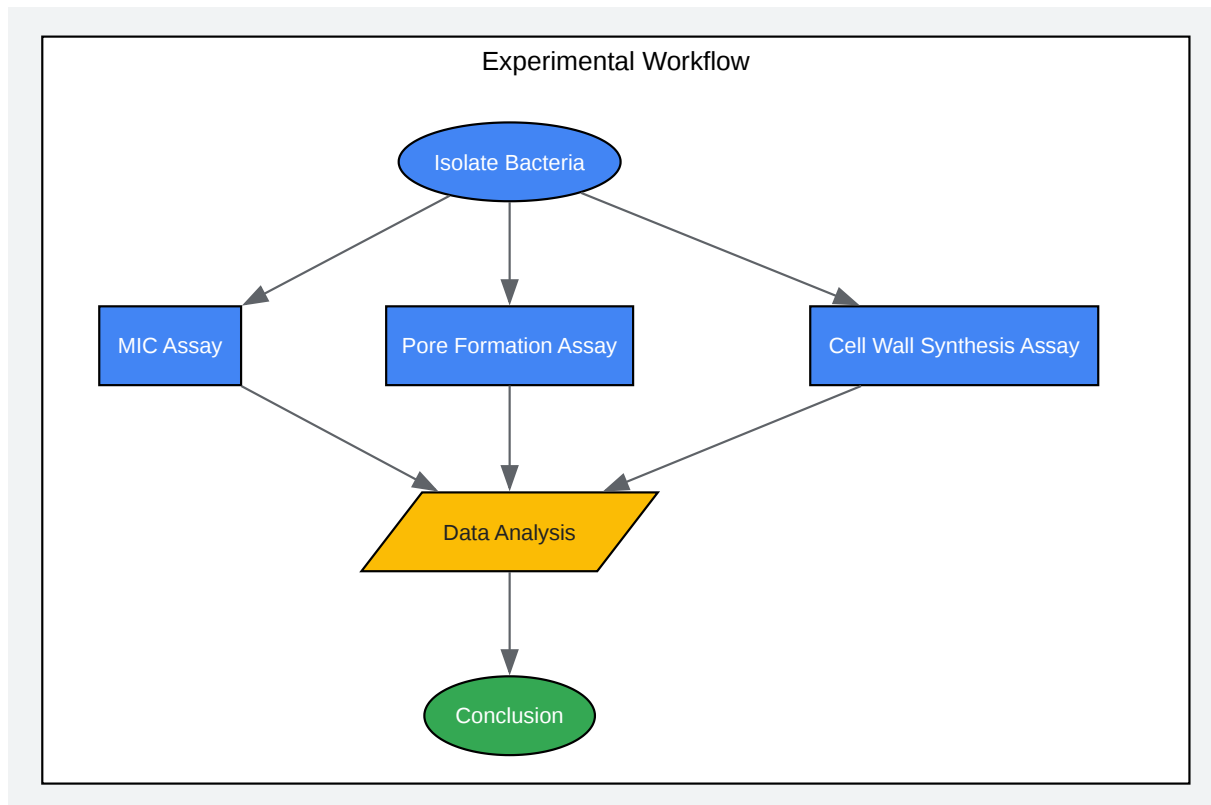 Experimental Workflow
Isolate Bacteria
MIC Assay
Pore Formation Assay
Cell Wall Synthesis Assay
Data Analysis
Conclusion